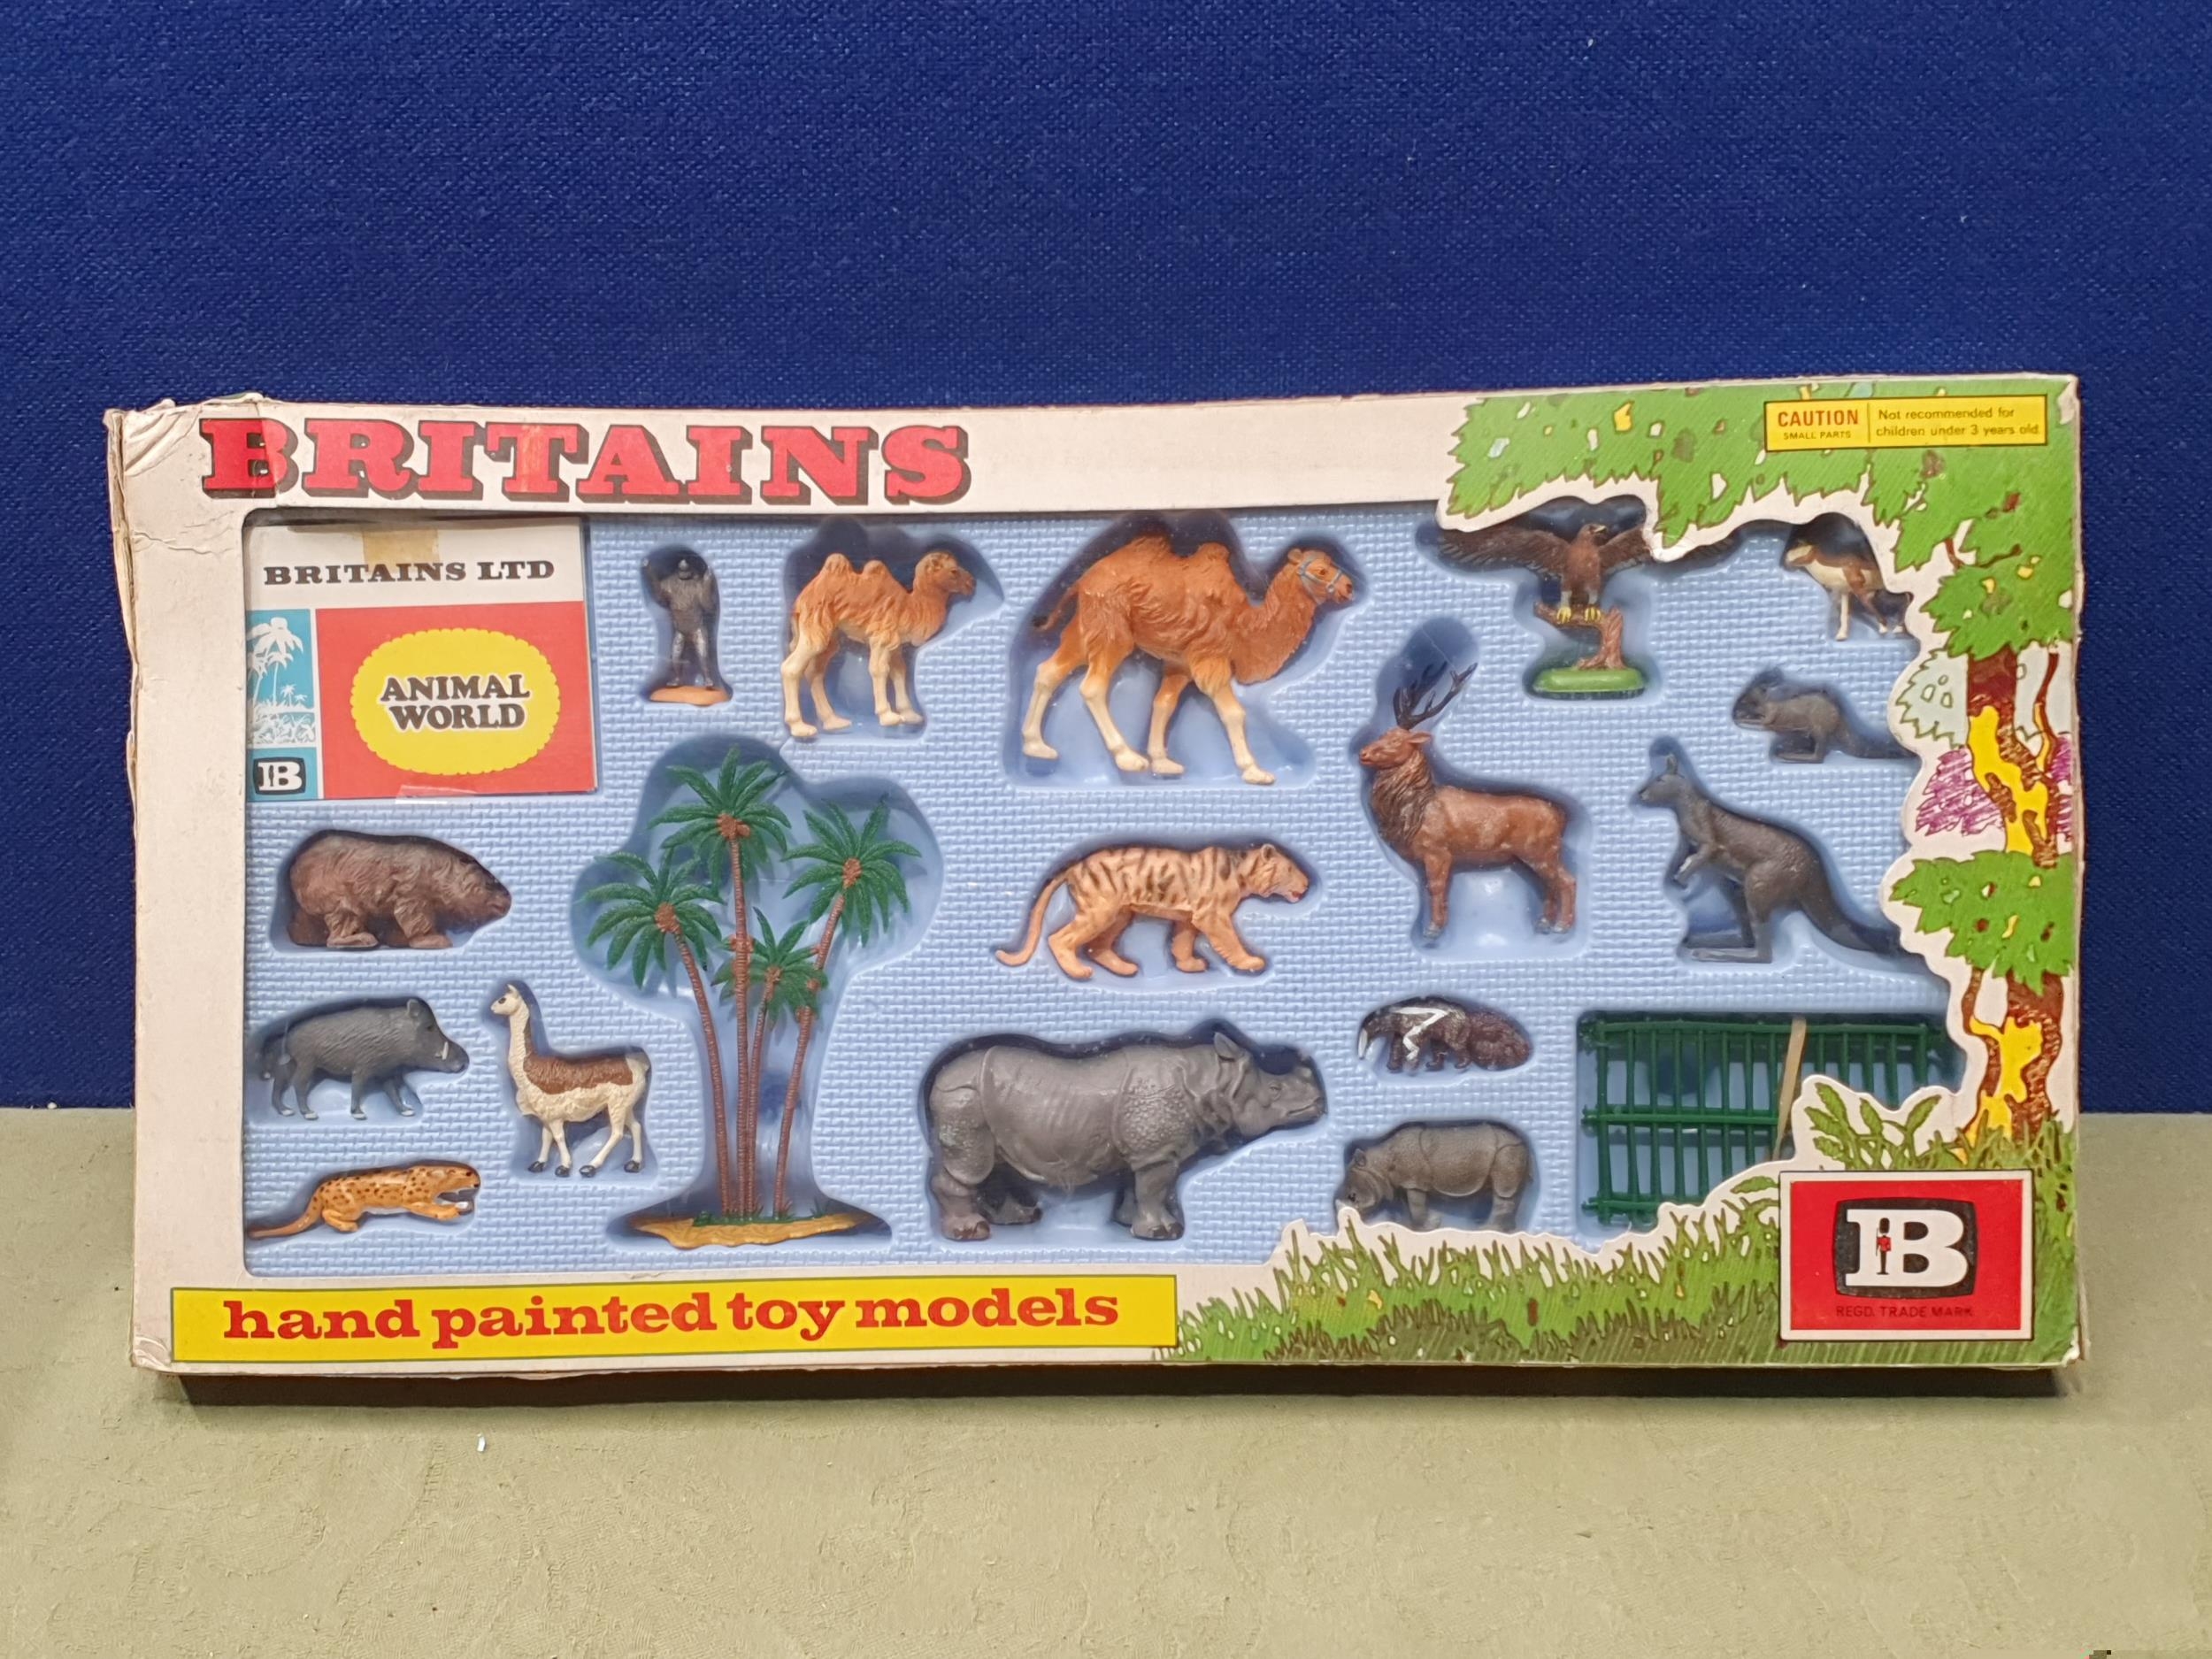 BRITAINS
CAUTION
SMALL PARTS
Not recommended for
children under 3 years old.
BRITAINS LTD
ANIMAL
WORLD
B
hand painted toy models
B
REGD. TRADE MARK